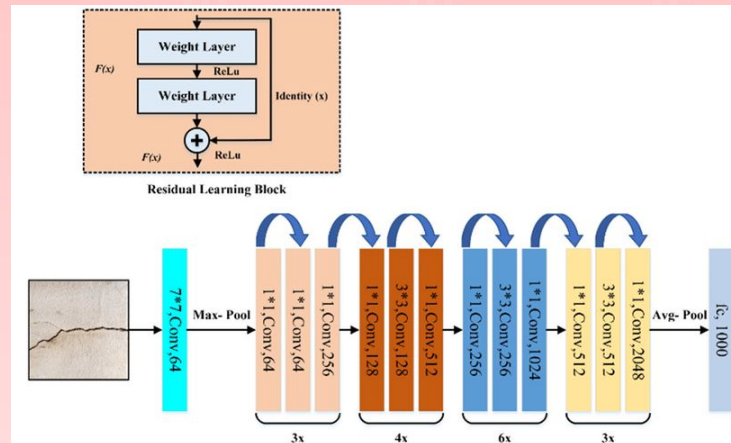 Weight Layer
F(x)
ReLu
Weight Layer
Identity (x)
+
F(x)
ReLu
Residual Learning Block
7*7,Conv,64
Max- Pool
1*1,Conv,64
1*1,Conv,64
1*1,Conv,256
1*1,Conv,128
3*3,Conv,128
1*1,Conv,512
1*1,Conv,256
3*3,Conv,256
1*1,Conv,1024
1*1,Conv,512
3*3,Conv,512
1*1,Conv,2048
Avg- Pool
fc, 1000
3x
4x
6x
3x